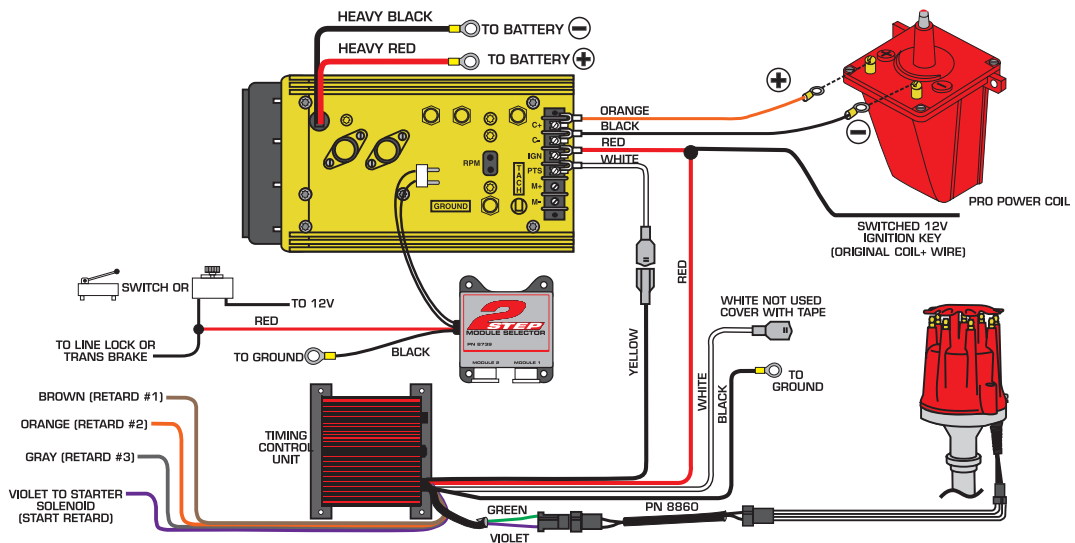 HEAVY BLACK
TO BATTERY −
HEAVY RED
TO BATTERY +
ORANGE
+
BLACK
−
RED
WHITE
C+
C-
IGN
PTS
M+
M-
RPM
TACH
GROUND
PRO POWER COIL
SWITCHED 12V
IGNITION KEY
(ORIGINAL COIL+ WIRE)
SWITCH OR
TO 12V
RED
TO LINE LOCK OR
TRANS BRAKE
TO GROUND
BLACK
2
STEP
MODULE SELECTOR
PN 8739
MODULE 2 MODULE 1
RED
YELLOW
WHITE NOT USED
COVER WITH TAPE
WHITE
BLACK
TO
GROUND
BROWN (RETARD #1)
ORANGE (RETARD #2)
GRAY (RETARD #3)
VIOLET TO STARTER
SOLENOID
(START RETARD)
TIMING
CONTROL
UNIT
GREEN
VIOLET
PN 8860